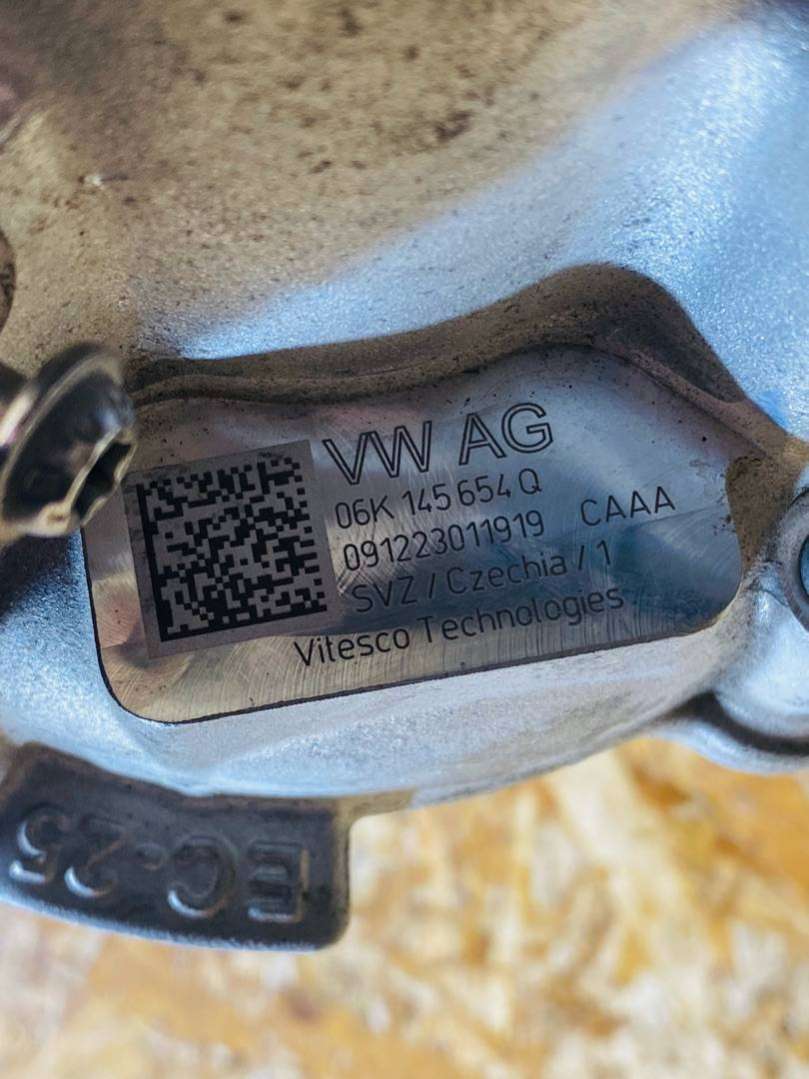 VW AG
06K 145 654 Q
091223011919 CAAA
SVZ / Czechia / 1
Vitesco Technologies
EC-25